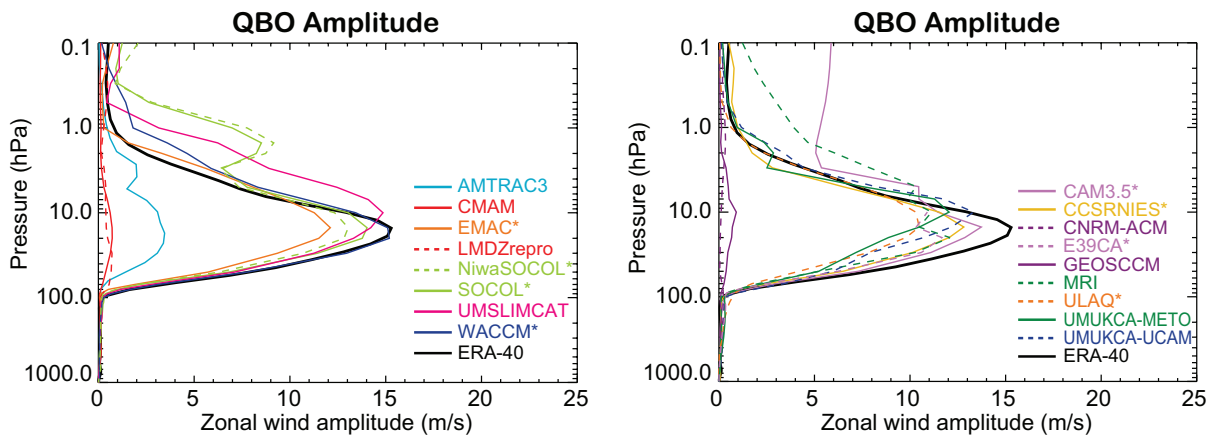 QBO Amplitude
0.1
1.0
10.0
100.0
1000.0
Pressure (hPa)
AMTRAC3
CMAM
EMAC*
LMDZrepro
NiwaSOCOL*
SOCOL*
UMSLIMCAT
WACCM*
ERA-40
0 5 10 15 20 25
Zonal wind amplitude (m/s)
QBO Amplitude
0.1
1.0
10.0
100.0
1000.0
Pressure (hPa)
CAM3.5*
CCSRNIES*
CNRM-ACM
E39CA*
GEOSCCM
MRI
ULAQ*
UMUKCA-METO
UMUKCA-UCAM
ERA-40
0 5 10 15 20 25
Zonal wind amplitude (m/s)